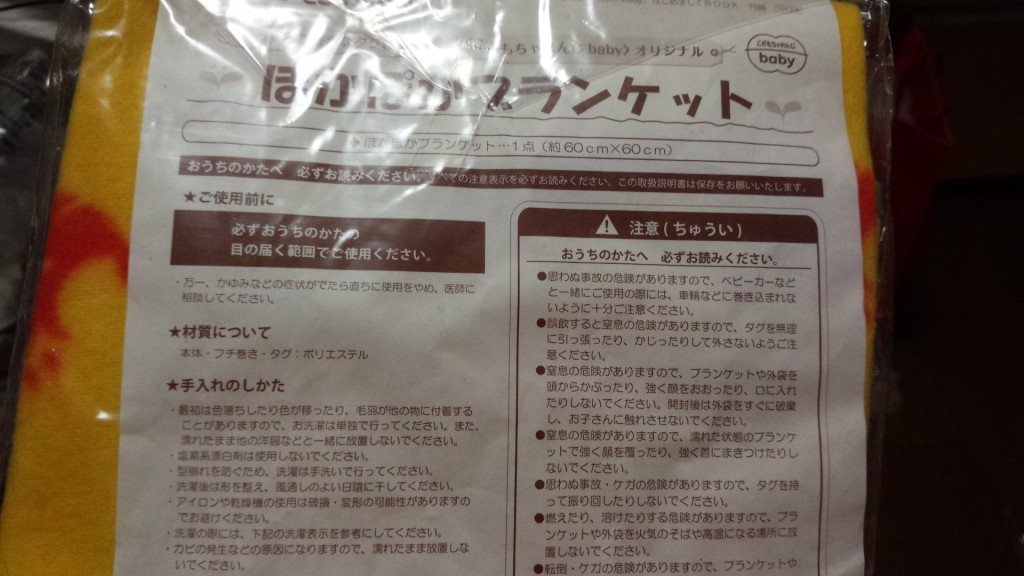 はじめまして BOOK 付録
baby》オリジナル
こどもちゃれんじ
baby
ほかぽかブランケット
▶ほかぽかブランケット…1点（約60cm×60cm）
おうちのかたへ 必ずお読みください。すべての注意表示を必ずお読みください。この取扱説明書は保存をお願いいたします。
★ご使用前に
必ずおうちのかたの
目の届く範囲でご使用ください。
・万一、かゆみなどの症状がでたら直ちに使用をやめ、医師に
相談してください。
★材質について
本体・フチ巻き・タグ：ポリエステル
★手入れのしかた
・最初は色落ちしたり色が移ったり、毛羽が他の物に付着する
ことがありますので、お洗濯は単独で行ってください。また、
濡れたまま他の洋服などと一緒に放置しないでください。
・塩素系漂白剤は使用しないでください。
・型崩れを防ぐため、洗濯は手洗いで行ってください。
・洗濯後は形を整え、風通しのよい日陰に干してください。
・アイロンや乾燥機の使用は破損・変形の可能性がありますの
でお避けください。
・洗濯の際には、下記の洗濯表示を参考にしてください。
・カビの発生などの原因になりますので、濡れたまま放置しな
いでください。
注意(ちゅうい)
おうちのかたへ 必ずお読みください。
●思わぬ事故の危険がありますので、ベビーカーなど
と一緒にご使用の際には、車輪などに巻き込まれな
いように十分ご注意ください。
●誤飲すると窒息の危険がありますので、タグを無理
に引っ張ったり、かじったりして外さないようご注
意ください。
●窒息の危険がありますので、ブランケットや外袋を
頭からかぶったり、強く顔をおおったり、口に入れ
たりしないでください。開封後は外袋をすぐに破棄
し、お子さんに触れさせないでください。
●窒息の危険がありますので、濡れた状態のブランケ
ットで強く顔を覆ったり、強く首にまきつけたりし
ないでください。
●思わぬ事故・ケガの危険がありますので、タグを持
って振り回したりしないでください。
●燃えたり、溶けたりする危険がありますので、ブラ
ンケットや外袋を火気のそばや高温になる場所に放
置しないでください。
●転倒・ケガの危険がありますので、ブランケットや